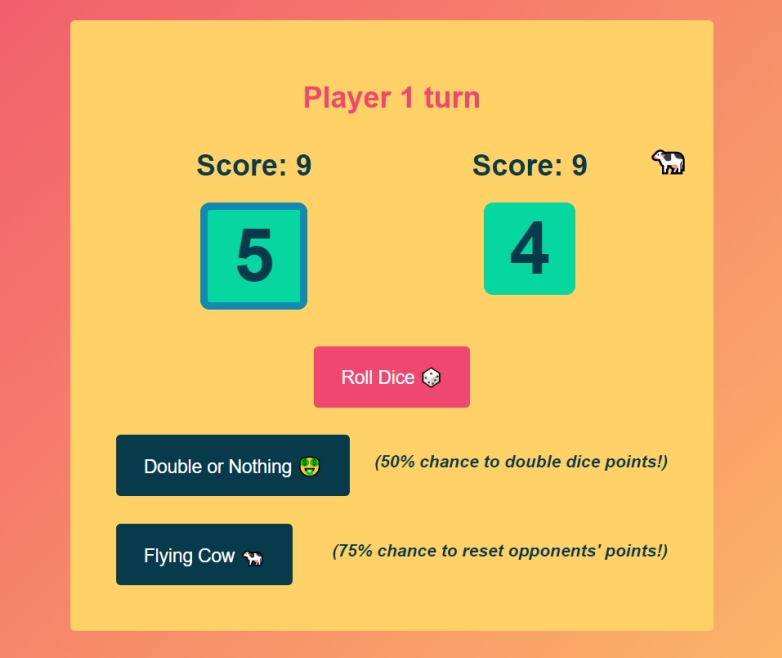 Player 1 turn
Score: 9
Score: 9
5
4
Roll Dice 🎲
Double or Nothing 🤑
(50% chance to double dice points!)
Flying Cow 🐄
(75% chance to reset opponents' points!)